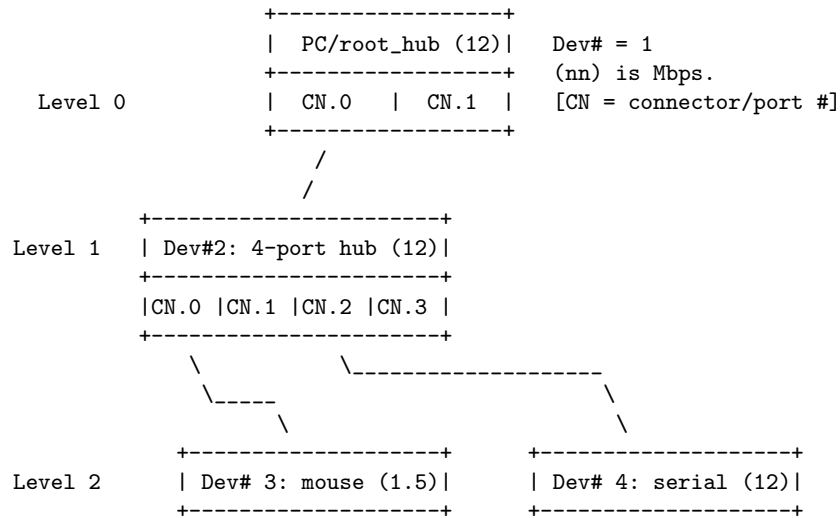 PC/root_hub (12) Dev# = 1
(nn) is Mbps.
Level 0 CN.0 | CN.1 [CN = connector/port #]
Level 1 Dev#2: 4-port hub (12)
CN.0 |CN.1 |CN.2 |CN.3
Level 2 Dev# 3: mouse (1.5) Dev# 4: serial (12)